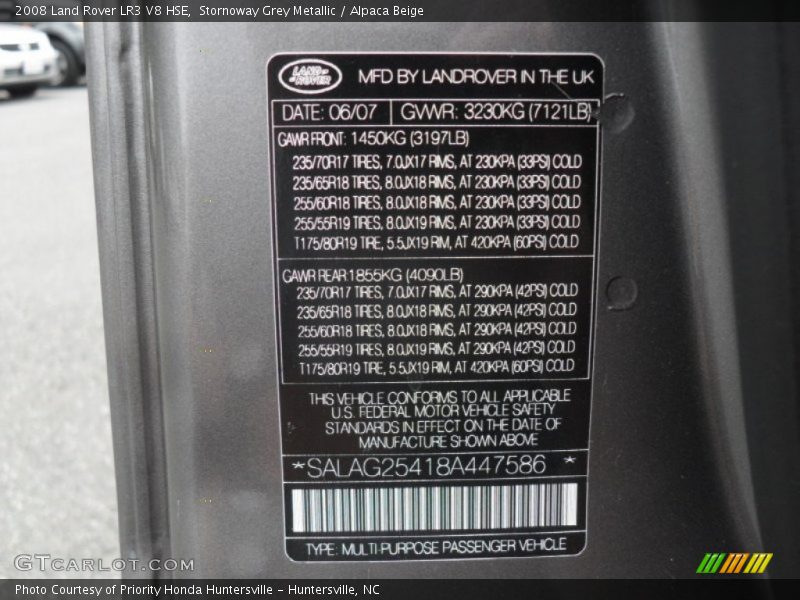 2008 Land Rover LR3 V8 HSE, Stornoway Grey Metallic / Alpaca Beige
LAND-
-ROVER
MFD BY LANDROVER IN THE UK
DATE: 06/07 GVWR: 3230KG (7121LB)
GAWR FRONT: 1450KG (3197LB)
235/70R17 TIRES, 7.0JX17 RIMS, AT 230KPA (33PSI) COLD
235/65R18 TIRES, 8.0JX18 RIMS, AT 230KPA (33PSI) COLD
255/60R18 TIRES, 8.0JX18 RIMS, AT 230KPA (33PSI) COLD
255/55R19 TIRES, 8.0JX19 RIMS, AT 230KPA (33PSI) COLD
T175/80R19 TIRE, 5.5JX19 RIM, AT 420KPA (60PSI) COLD
GAWR REAR 1855KG (4090LB)
235/70R17 TIRES, 7.0JX17 RIMS, AT 290KPA (42PSI) COLD
235/65R18 TIRES, 8.0JX18 RIMS, AT 290KPA (42PSI) COLD
255/60R18 TIRES, 8.0JX18 RIMS, AT 290KPA (42PSI) COLD
255/55R19 TIRES, 8.0JX19 RIMS, AT 290KPA (42PSI) COLD
T175/80R19 TIRE, 5.5JX19 RIM, AT 420KPA (60PSI) COLD
THIS VEHICLE CONFORMS TO ALL APPLICABLE
U.S. FEDERAL MOTOR VEHICLE SAFETY
STANDARDS IN EFFECT ON THE DATE OF
MANUFACTURE SHOWN ABOVE
*SALAG25418A447586 *
TYPE: MULTI-PURPOSE PASSENGER VEHICLE
GTCarLot.com
Photo Courtesy of Priority Honda Huntersville - Huntersville, NC